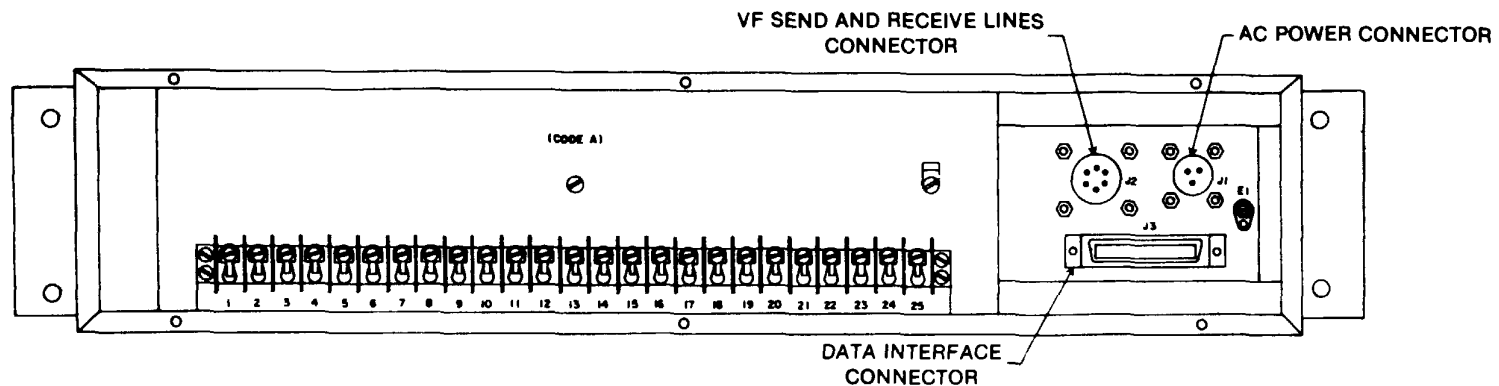 VF SEND AND RECEIVE LINES
CONNECTOR
AC POWER CONNECTOR
(CODE A)
J2
J1
E1
J3
1 2 3 4 5 6 7 8 9 10 11 12 13 14 15 16 17 18 19 20 21 22 23 24 25
DATA INTERFACE
CONNECTOR